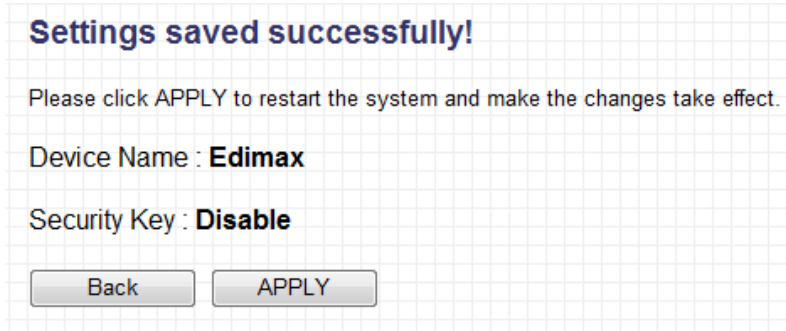 Settings saved successfully!
Please click APPLY to restart the system and make the changes take effect.
Device Name : Edimax
Security Key : Disable
Back APPLY